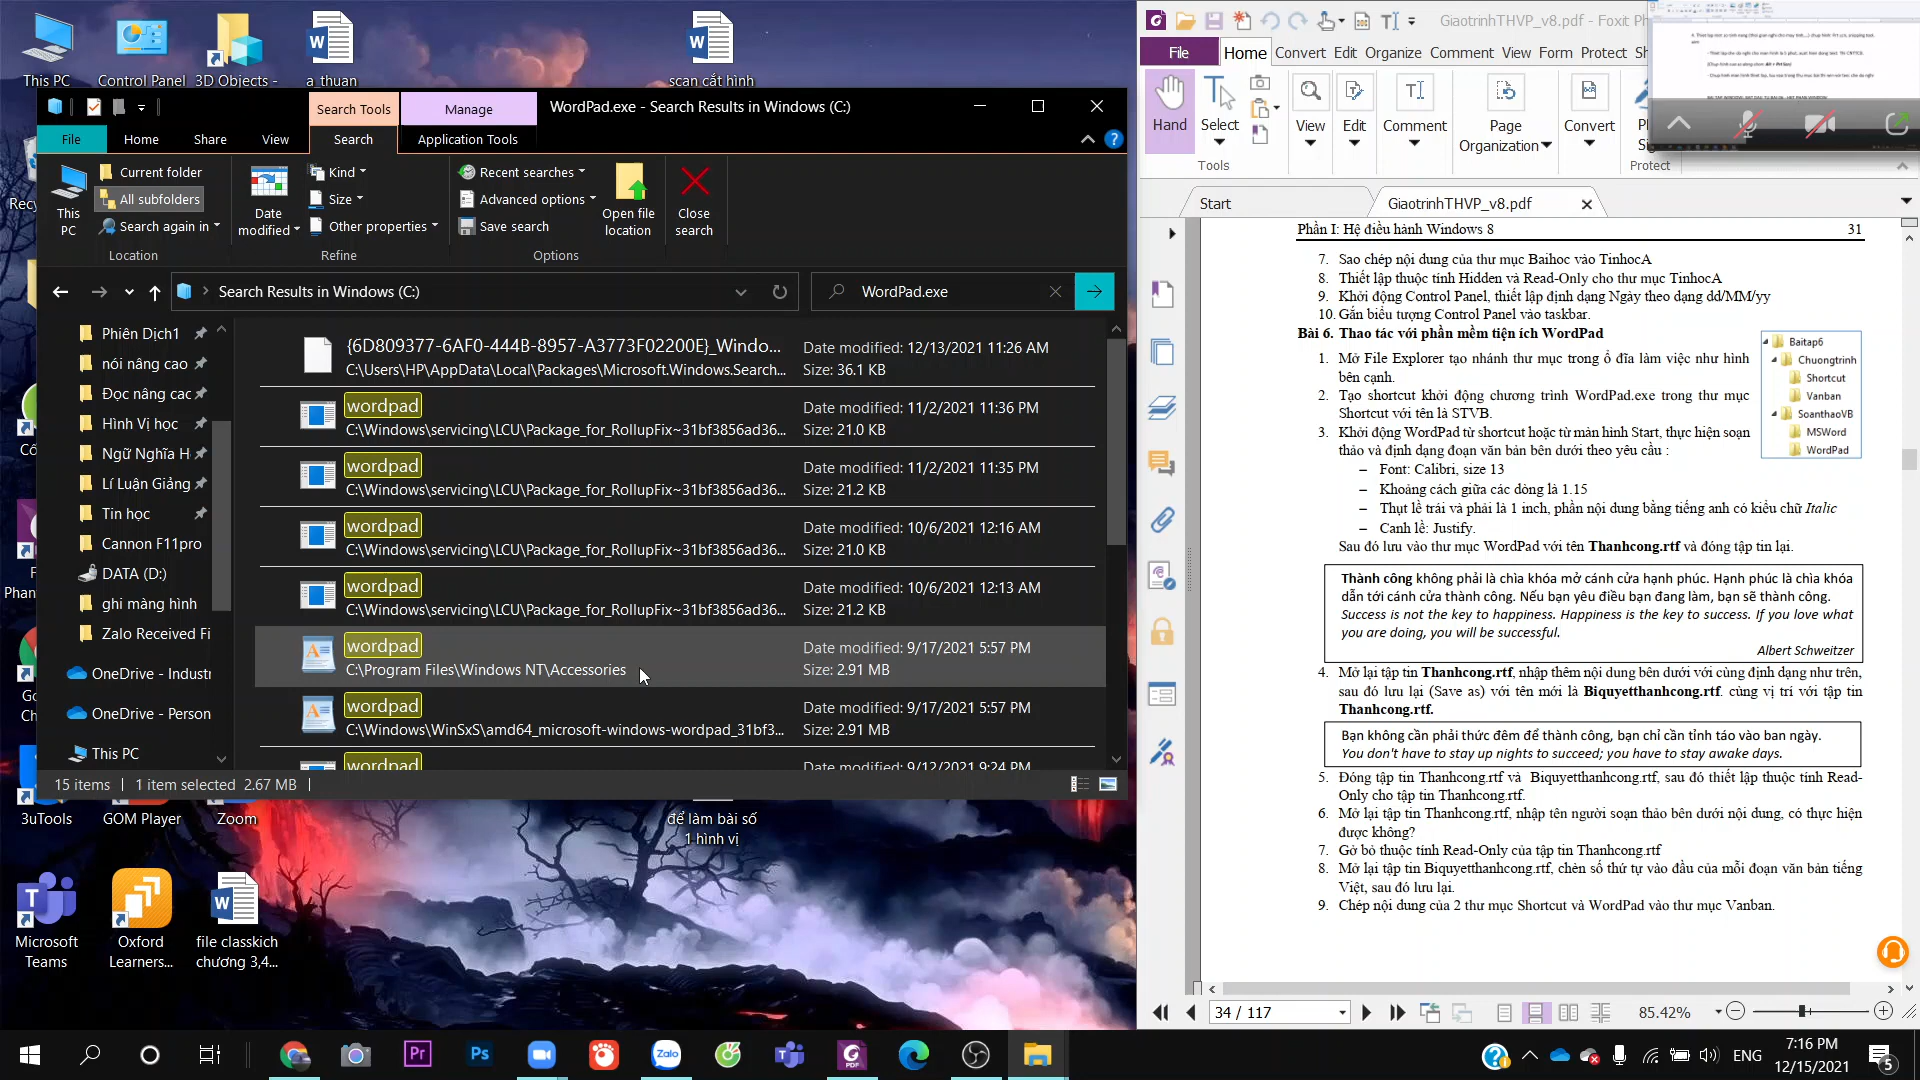 This PC
Control Panel
3D Objects -
a thuan
scan cắt hình
Search Tools
Manage
WordPad.exe - Search Results in Windows (C:)
File
Home
Share
View
Search
Application Tools
This PC
Current folder
All subfolders
Search again in
Location
Date modified
Kind
Size
Other properties
Refine
Recent searches
Advanced options
Save search
Open file location
Options
Close search
Search Results in Windows (C:)
WordPad.exe
Phiên Dịch1
nói nâng cao
Đọc nâng cac
Hình Vị học
Ngữ Nghĩa H
Lí Luận Giảng
Tin học
Cannon F11pro
DATA (D:)
ghi màng hình
Zalo Received Fi
OneDrive - Industr
OneDrive - Person
This PC
{6D809377-6AF0-444B-8957-A3773F02200E}_Windo...
Date modified: 12/13/2021 11:26 AM
C:\Users\HP\AppData\Local\Packages\Microsoft.Windows.Search...
Size: 36.1 KB
wordpad
Date modified: 11/2/2021 11:36 PM
C:\Windows\servicing\LCU\Package_for_RollupFix~31bf3856ad36...
Size: 21.0 KB
wordpad
Date modified: 11/2/2021 11:35 PM
C:\Windows\servicing\LCU\Package_for_RollupFix~31bf3856ad36...
Size: 21.2 KB
wordpad
Date modified: 10/6/2021 12:16 AM
C:\Windows\servicing\LCU\Package_for_RollupFix~31bf3856ad36...
Size: 21.0 KB
wordpad
Date modified: 10/6/2021 12:13 AM
C:\Windows\servicing\LCU\Package_for_RollupFix~31bf3856ad36...
Size: 21.2 KB
wordpad
Date modified: 9/17/2021 5:57 PM
C:\Program Files\Windows NT\Accessories
Size: 2.91 MB
wordpad
Date modified: 9/17/2021 5:57 PM
C:\Windows\WinSxS\amd64_microsoft-windows-wordpad_31bf3...
Size: 2.91 MB
wordpad
Date modified: 9/12/2021 9:24 PM
15 items
1 item selected 2.67 MB
3uTools
GOM Player
Zoom
để làm bài số 1 hình vị
Microsoft Teams
Oxford Learners...
file classkich chương 3,4...
GiaotrinhTHVP_v8.pdf - Foxit Ph
File
Home
Convert
Edit
Organize
Comment
View
Form
Protect
Sh
Hand
Select
Tools
View
Edit
Comment
Page Organization
Convert
Protect
Start
GiaotrinhTHVP_v8.pdf
Phần I: Hệ điều hành Windows 8
31
7. Sao chép nội dung của thư mục Baihoc vào TinhocA
8. Thiết lập thuộc tính Hidden và Read-Only cho thư mục TinhocA
9. Khởi động Control Panel, thiết lập định dạng Ngày theo dạng dd/MM/yy
10. Gắn biểu tượng Control Panel vào taskbar.
Bài 6. Thao tác với phần mềm tiện ích WordPad
1. Mở File Explorer tạo nhánh thư mục trong ổ đĩa làm việc như hình
bên cạnh.
2. Tạo shortcut khởi động chương trình WordPad.exe trong thư mục
Shortcut với tên là STVB.
3. Khởi động WordPad từ shortcut hoặc từ màn hình Start, thực hiện soạn
thảo và định dạng đoạn văn bản bên dưới theo yêu cầu :
– Font: Calibri, size 13
– Khoảng cách giữa các dòng là 1.15
– Thụt lề trái và phải là 1 inch, phần nội dung bằng tiếng anh có kiểu chữ Italic
– Canh lề: Justify.
Sau đó lưu vào thư mục WordPad với tên Thanhcong.rtf và đóng tập tin lại.
Baitap6
Chuongtrinh
Shortcut
Vanban
SoanthaoVB
MSWord
WordPad
Thành công không phải là chìa khóa mở cánh cửa hạnh phúc. Hạnh phúc là chìa khóa
dẫn tới cánh cửa thành công. Nếu bạn yêu điều bạn đang làm, bạn sẽ thành công.
Success is not the key to happiness. Happiness is the key to success. If you love what
you are doing, you will be successful.
Albert Schweitzer
4. Mở lại tập tin Thanhcong.rtf, nhập thêm nội dung bên dưới với cùng định dạng như trên,
sau đó lưu lại (Save as) với tên mới là Biquyetthanhcong.rtf. cùng vị trí với tập tin
Thanhcong.rtf.
Bạn không cần phải thức đêm để thành công, bạn chỉ cần tỉnh táo vào ban ngày.
You don't have to stay up nights to succeed; you have to stay awake days.
5. Đóng tập tin Thanhcong.rtf và Biquyetthanhcong.rtf, sau đó thiết lập thuộc tính Read-
Only cho tập tin Thanhcong.rtf.
6. Mở lại tập tin Thanhcong.rtf, nhập tên người soạn thảo bên dưới nội dung, có thực hiện
được không?
7. Gở bỏ thuộc tính Read-Only của tập tin Thanhcong.rtf
8. Mở lại tập tin Biquyetthanhcong.rtf, chèn số thứ tự vào đầu của mỗi đoạn văn bản tiếng
Việt, sau đó lưu lại.
9. Chép nội dung của 2 thư mục Shortcut và WordPad vào thư mục Vanban.
34 / 117
85.42%
ENG
7:16 PM
12/15/2021
5